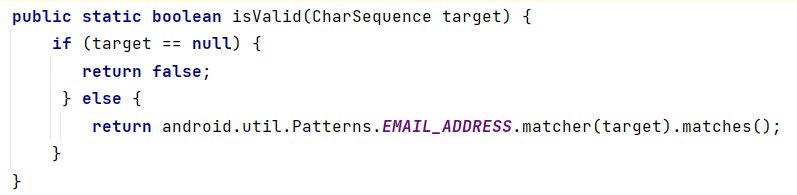 public static boolean isValid(CharSequence target) {
    if (target == null) {
       return false;
     } else {
        return android.util.Patterns.EMAIL_ADDRESS.matcher(target).matches();
    }
}